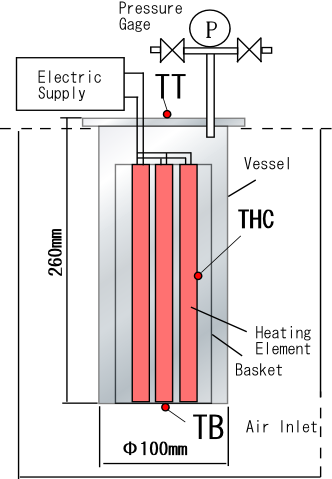 Pressure
Gage
P
Electric
Supply
TT
Vessel
THC
260mm
Heating
Element
Basket
TB
Air Inlet
Φ100mm